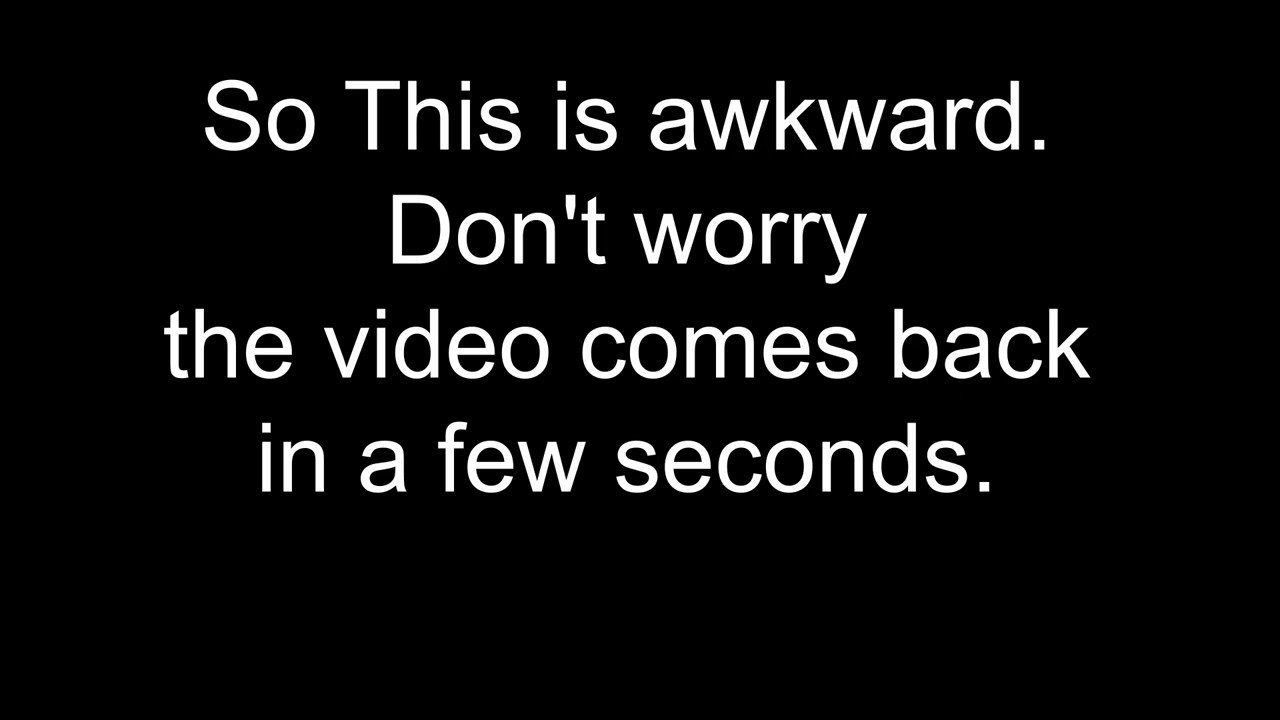 So This is awkward.
Don't worry
the video comes back
in a few seconds.